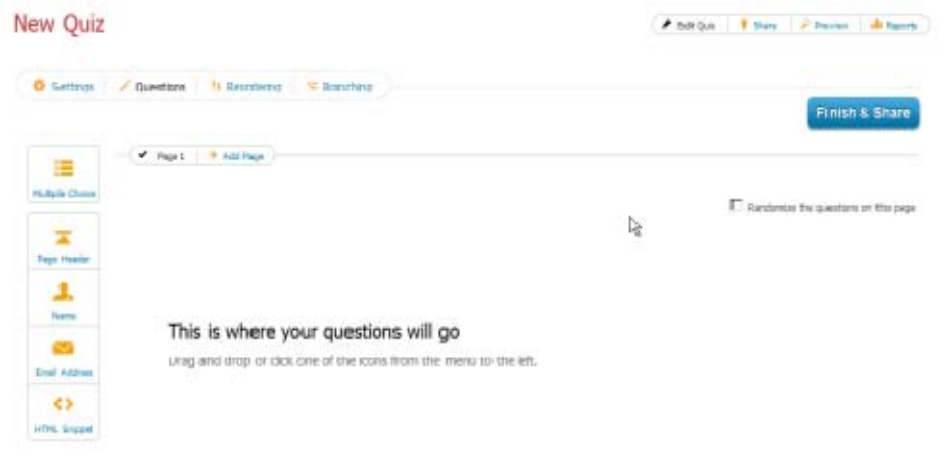 New Quiz
Edit Quiz
Share
Preview
Reports
Settings
Questions
Reordering
Branching
Finish & Share
Page 1
Add Page
Multiple Choice
Randomize the questions on this page
Page Header
Name
This is where your questions will go
Drag and drop or click one of the icons from the menu to the left.
Email Address
HTML Snippet